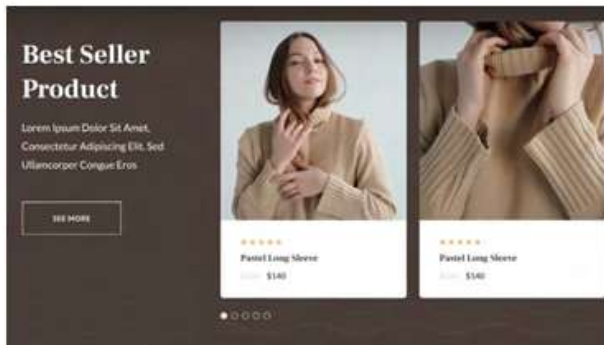 Best Seller
Product
Lorem Ipsum Dolor Sit Amet,
Consectetur Adipiscing Elit, Sed
Ullamcorper Congue Eros
SEE MORE
Pastel Long Sleeve
$140
Pastel Long Sleeve
$140